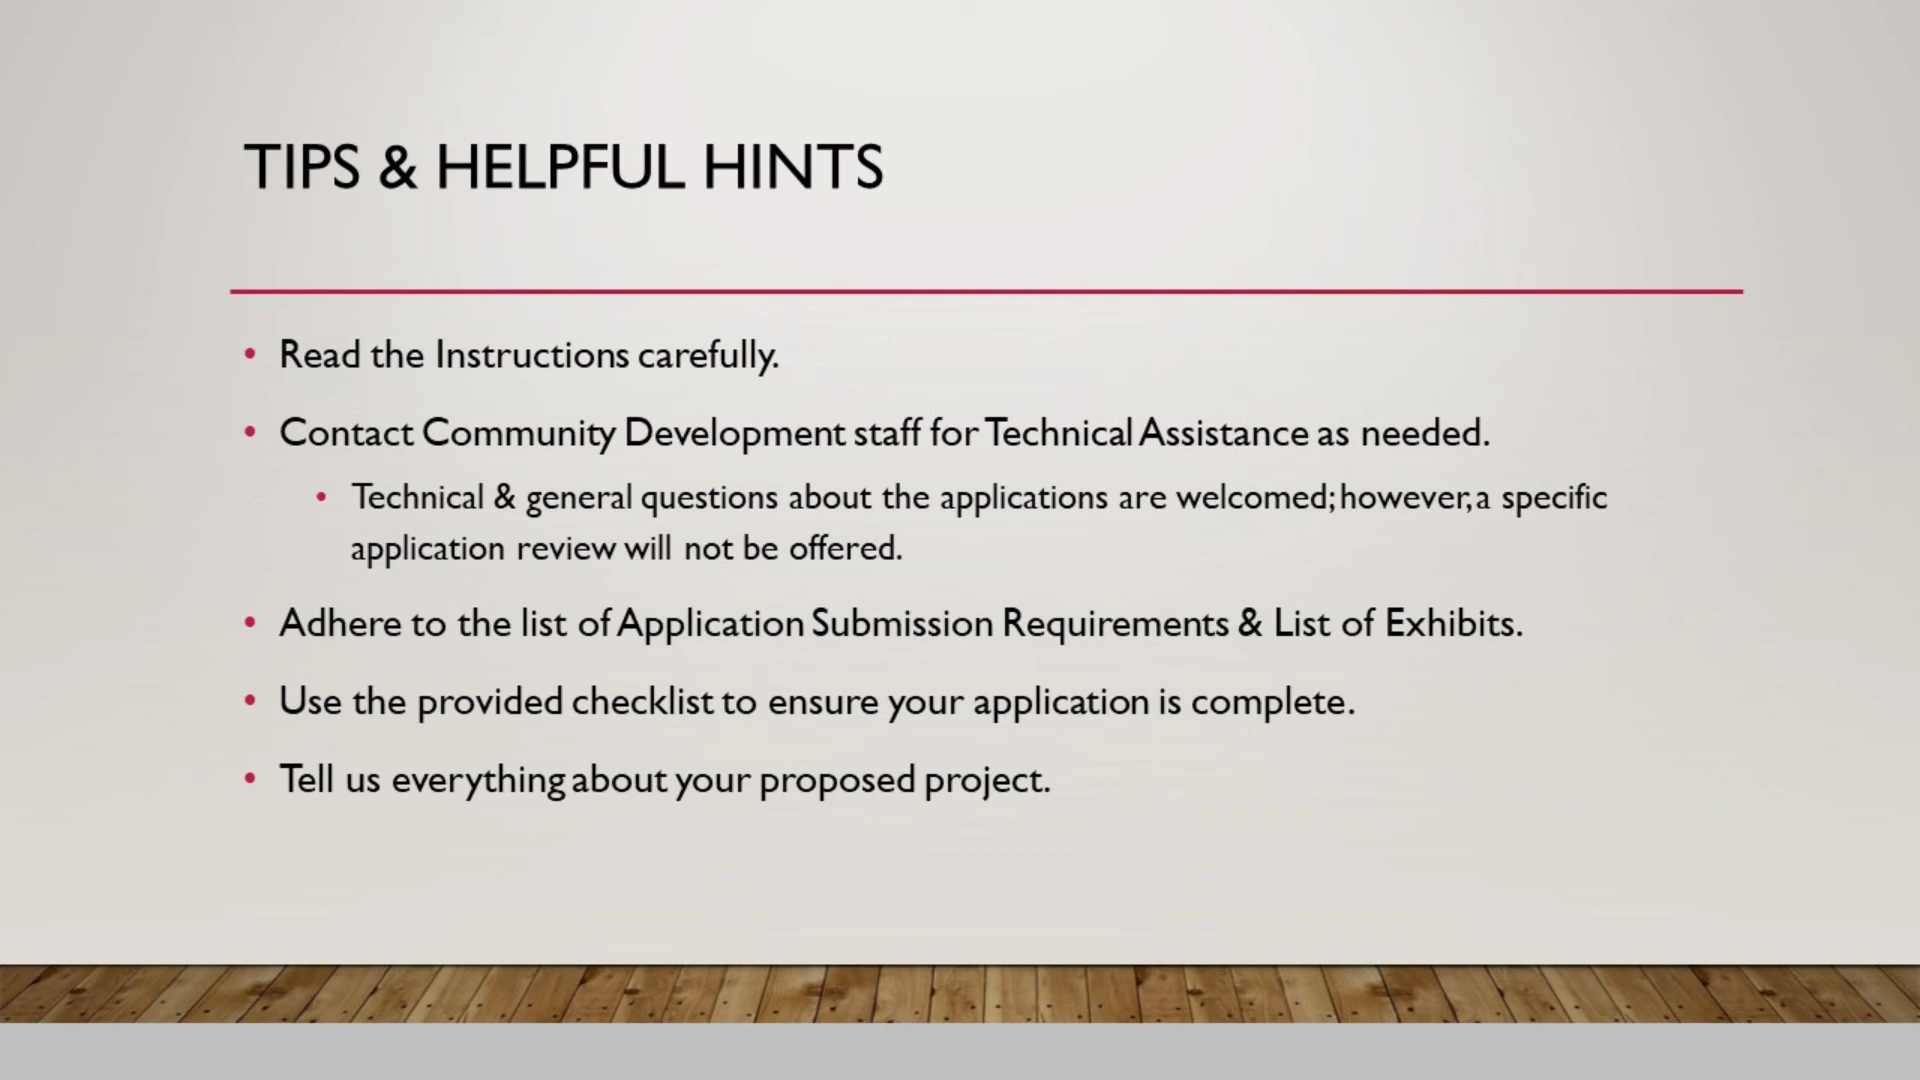 TIPS & HELPFUL HINTS
• Read the Instructions carefully.
• Contact Community Development staff for Technical Assistance as needed.
• Technical & general questions about the applications are welcomed; however, a specific
application review will not be offered.
• Adhere to the list of Application Submission Requirements & List of Exhibits.
• Use the provided checklist to ensure your application is complete.
• Tell us everything about your proposed project.